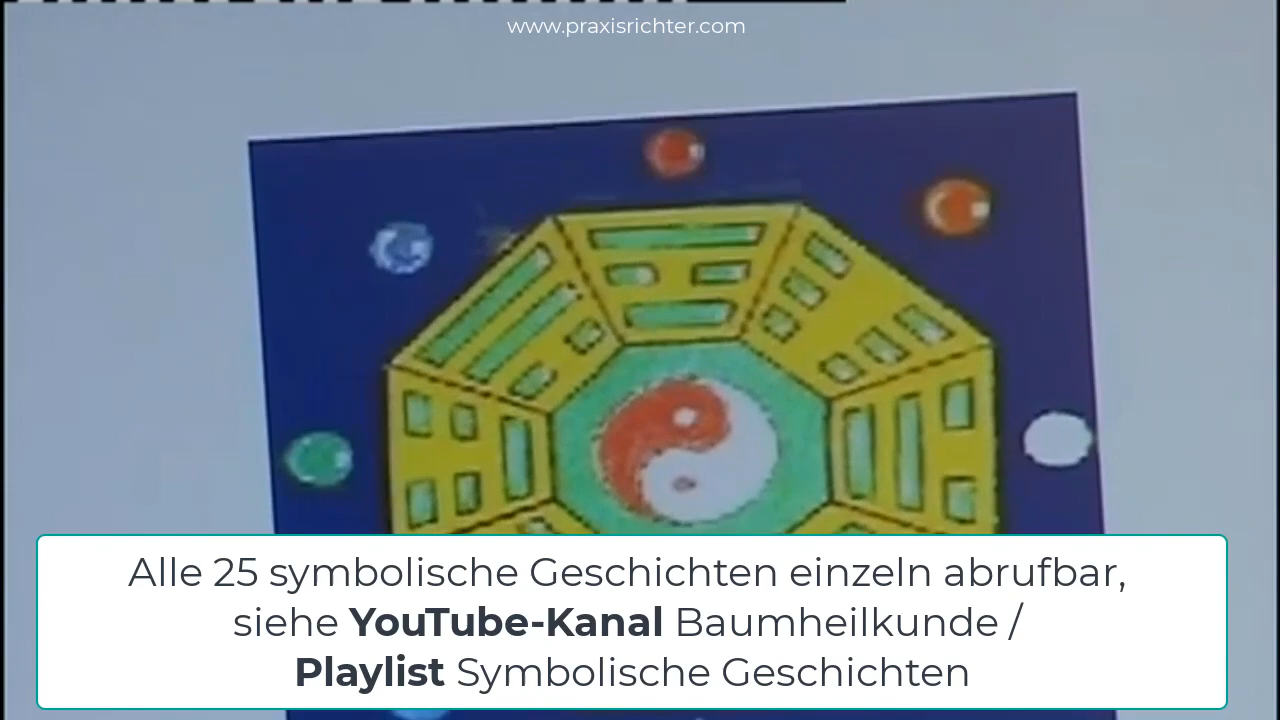 www.praxisrichter.com
Alle 25 symbolische Geschichten einzeln abrufbar,
siehe YouTube-Kanal Baumheilkunde /
Playlist Symbolische Geschichten